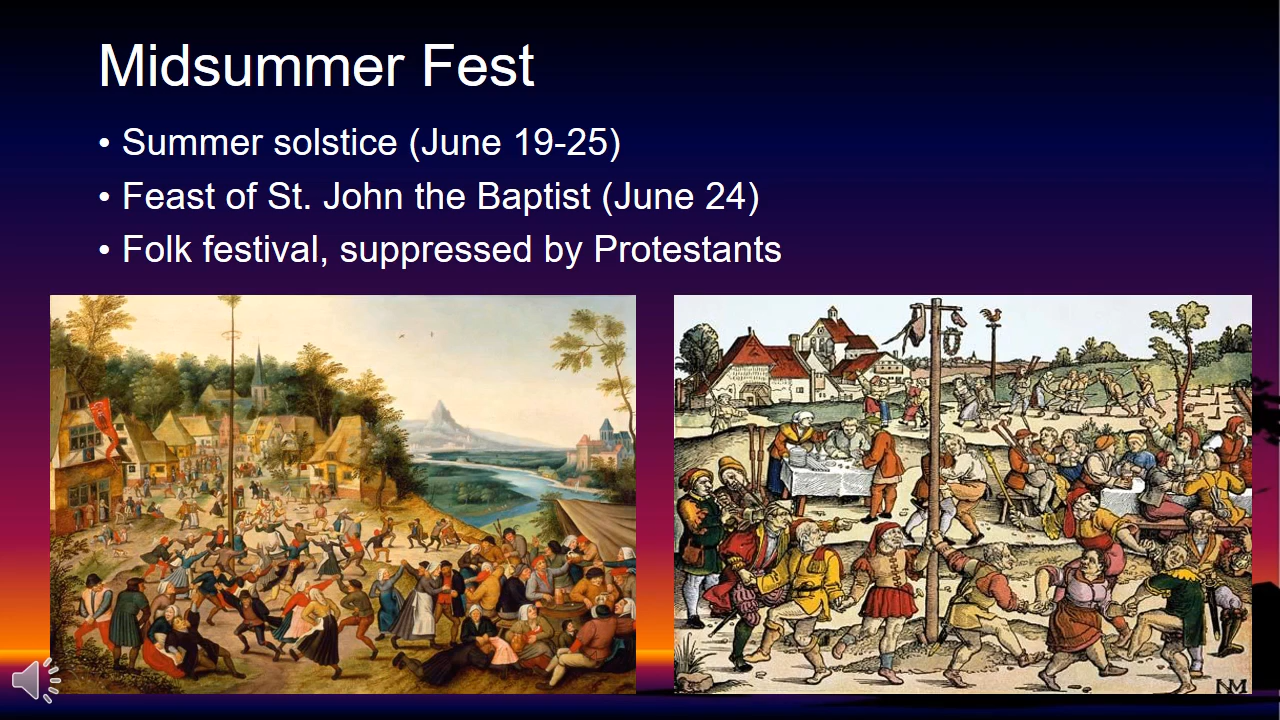 Midsummer Fest
• Summer solstice (June 19-25)
• Feast of St. John the Baptist (June 24)
• Folk festival, suppressed by Protestants
NM